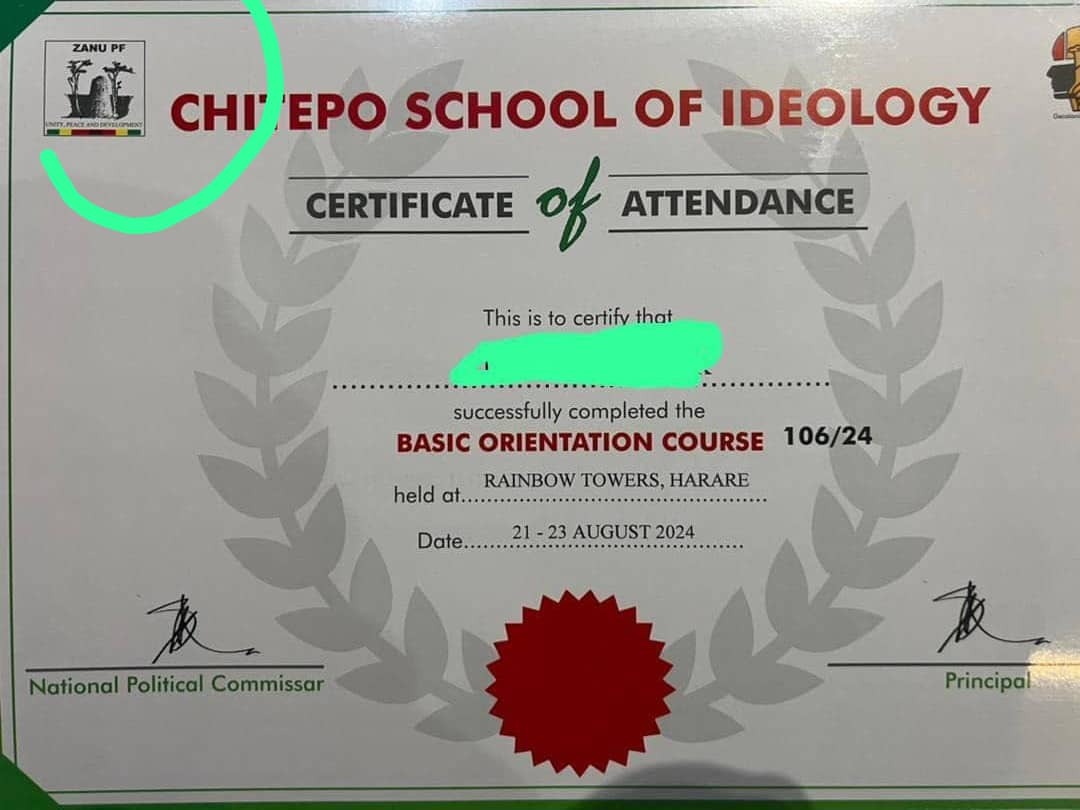 ZANU PF
UNITY, PEACE AND DEVELOPMENT
CHITEPO SCHOOL OF IDEOLOGY
CERTIFICATE of ATTENDANCE
This is to certify that
successfully completed the
BASIC ORIENTATION COURSE 106/24
held at RAINBOW TOWERS, HARARE
Date 21 - 23 AUGUST 2024
National Political Commissar
Principal